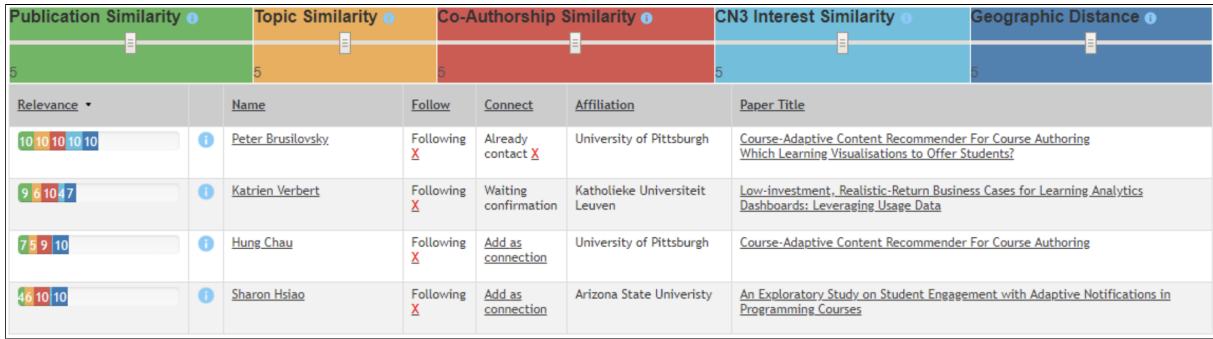 Publication Similarity Topic Similarity Co-Authorship Similarity CN3 Interest Similarity Geographic Distance
5 5 5 5 5
Relevance Name Follow Connect Affiliation Paper Title
10 10 10 10 10 Peter Brusilovsky Following Already University of Pittsburgh Course-Adaptive Content Recommender For Course Authoring
X contact X Which Learning Visualisations to Offer Students?
9 6 10 4 7 Katrien Verbert Following Waiting Katholieke Universiteit Low-investment, Realistic-Return Business Cases for Learning Analytics
X confirmation Leuven Dashboards: Leveraging Usage Data
7 5 9 10 Hung Chau Following Add as University of Pittsburgh Course-Adaptive Content Recommender For Course Authoring
X connection
4 6 10 10 Sharon Hsiao Following Add as Arizona State Univeristy An Exploratory Study on Student Engagement with Adaptive Notifications in
X connection Programming Courses